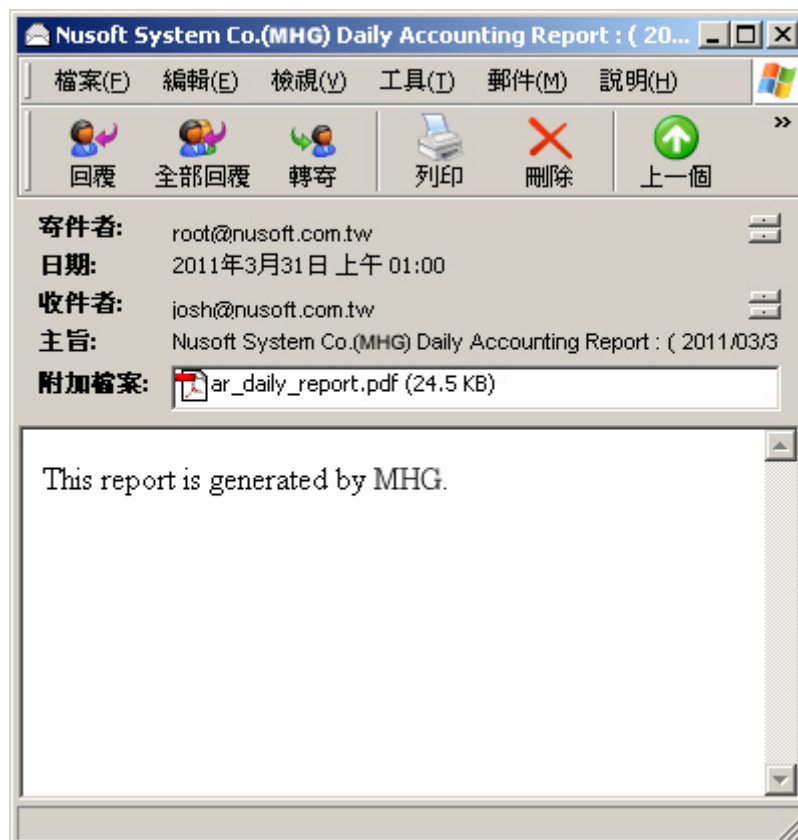 Nusoft System Co.(MHG) Daily Accounting Report : ( 20...
檔案(F) 編輯(E) 檢視(V) 工具(T) 郵件(M) 說明(H)
回覆 全部回覆 轉寄 列印 刪除 上一個 »
寄件者: root@nusoft.com.tw
日期: 2011年3月31日 上午 01:00
收件者: josh@nusoft.com.tw
主旨: Nusoft System Co.(MHG) Daily Accounting Report : ( 2011/03/3
附加檔案: ar_daily_report.pdf (24.5 KB)
This report is generated by MHG.